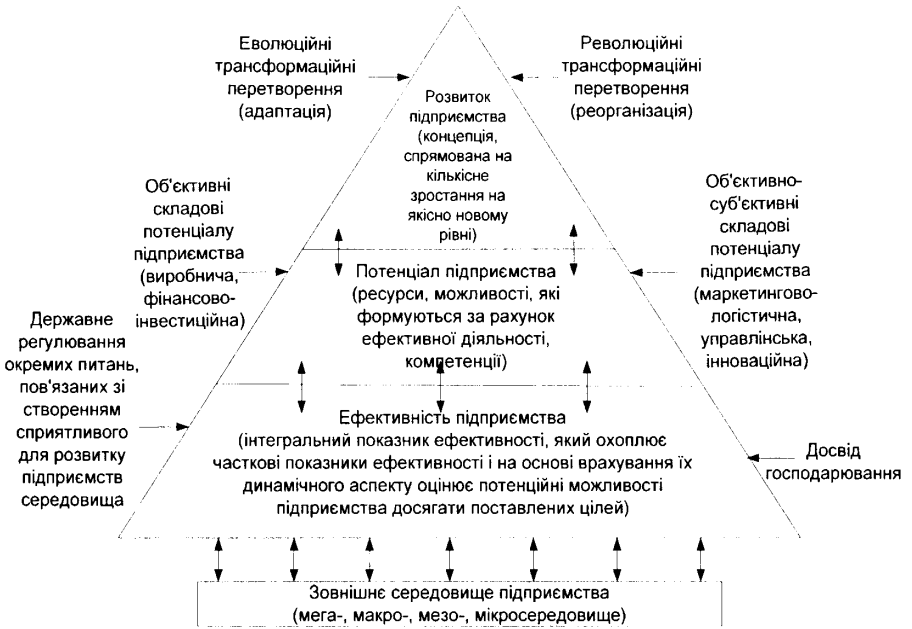 Еволюційні
трансформаційні
перетворення
(адаптація)
Революційні
трансформаційні
перетворення
(реорганізація)
Розвиток
підприємства
(концепція,
спрямована на
кількісне
зростання на
якісно новому
рівні)
Об'єктивні
складові
потенціалу
підприємства
(виробнича,
фінансово-
інвестиційна)
Об'єктивно-
суб'єктивні
складові
потенціалу
підприємства
(маркетингово-
логістична,
управлінська,
інноваційна)
Потенціал підприємства
(ресурси, можливості, які
формуються за рахунок
ефективної діяльності,
компетенції)
Державне
регулювання
окремих питань,
пов'язаних зі
створенням
сприятливого
для розвитку
підприємств
середовища
Ефективність підприємства
(інтегральний показник ефективності, який охоплює
часткові показники ефективності і на основі врахування їх
динамічного аспекту оцінює потенційні можливості
підприємства досягати поставлених цілей)
Досвід
господарювання
Зовнішнє середовище підприємства
(мега-, макро-, мезо-, мікросередовище)